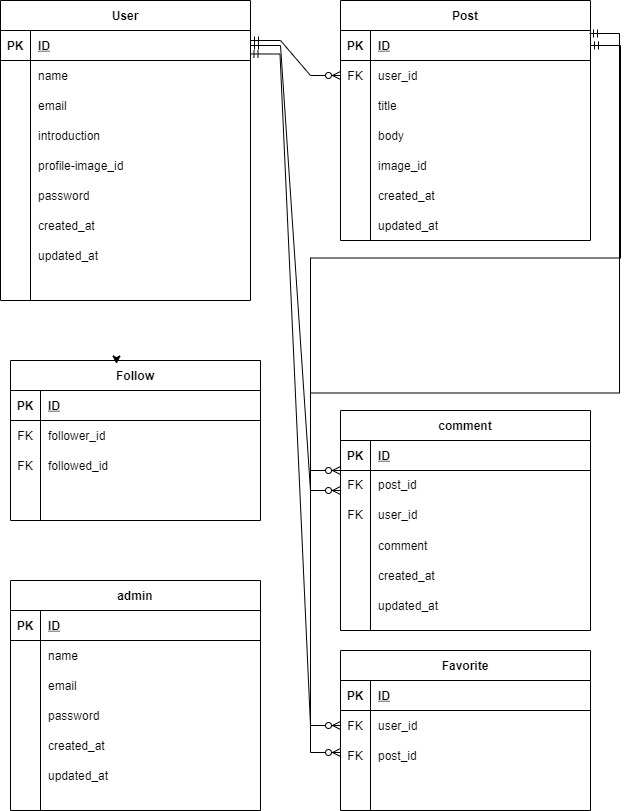 User
PK ID
name
email
introduction
profile-image_id
password
created_at
updated_at
Post
PK ID
FK user_id
title
body
image_id
created_at
updated_at
Follow
PK ID
FK follower_id
FK followed_id
comment
PK ID
FK post_id
FK user_id
comment
created_at
updated_at
admin
PK ID
name
email
password
created_at
updated_at
Favorite
PK ID
FK user_id
FK post_id